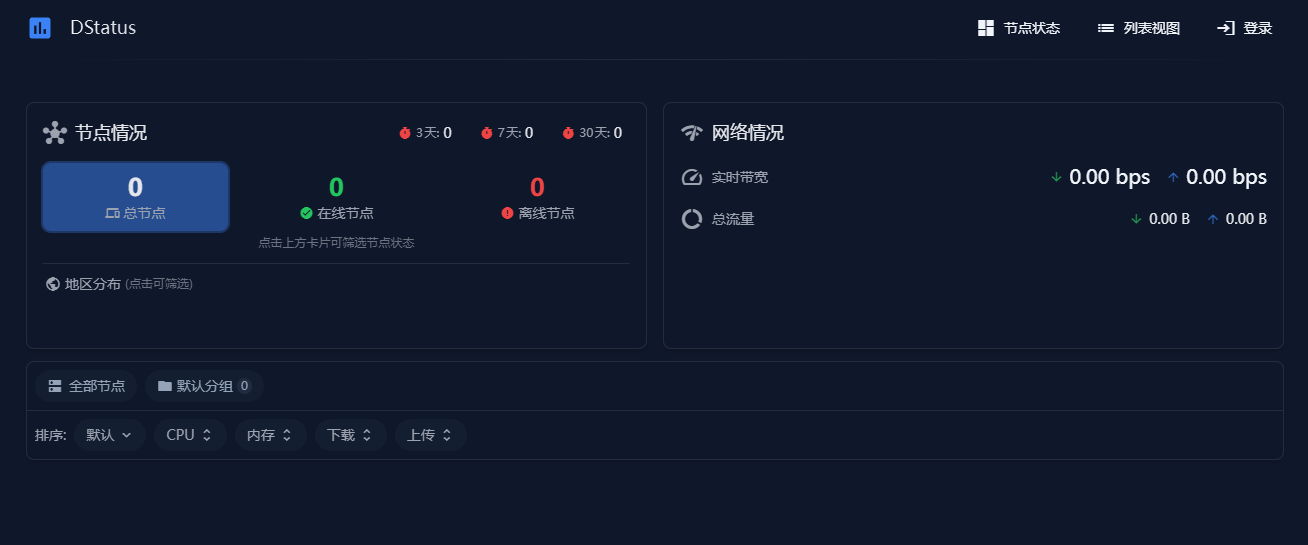 DStatus 节点状态 列表视图 登录
节点情况 3天: 0 7天: 0 30天: 0
0 0 0
总节点 在线节点 离线节点
点击上方卡片可筛选节点状态
地区分布 (点击可筛选)
网络情况
实时带宽 ↓ 0.00 bps ↑ 0.00 bps
总流量 ↓ 0.00 B ↑ 0.00 B
全部节点 默认分组 0
排序: 默认 CPU 内存 下载 上传